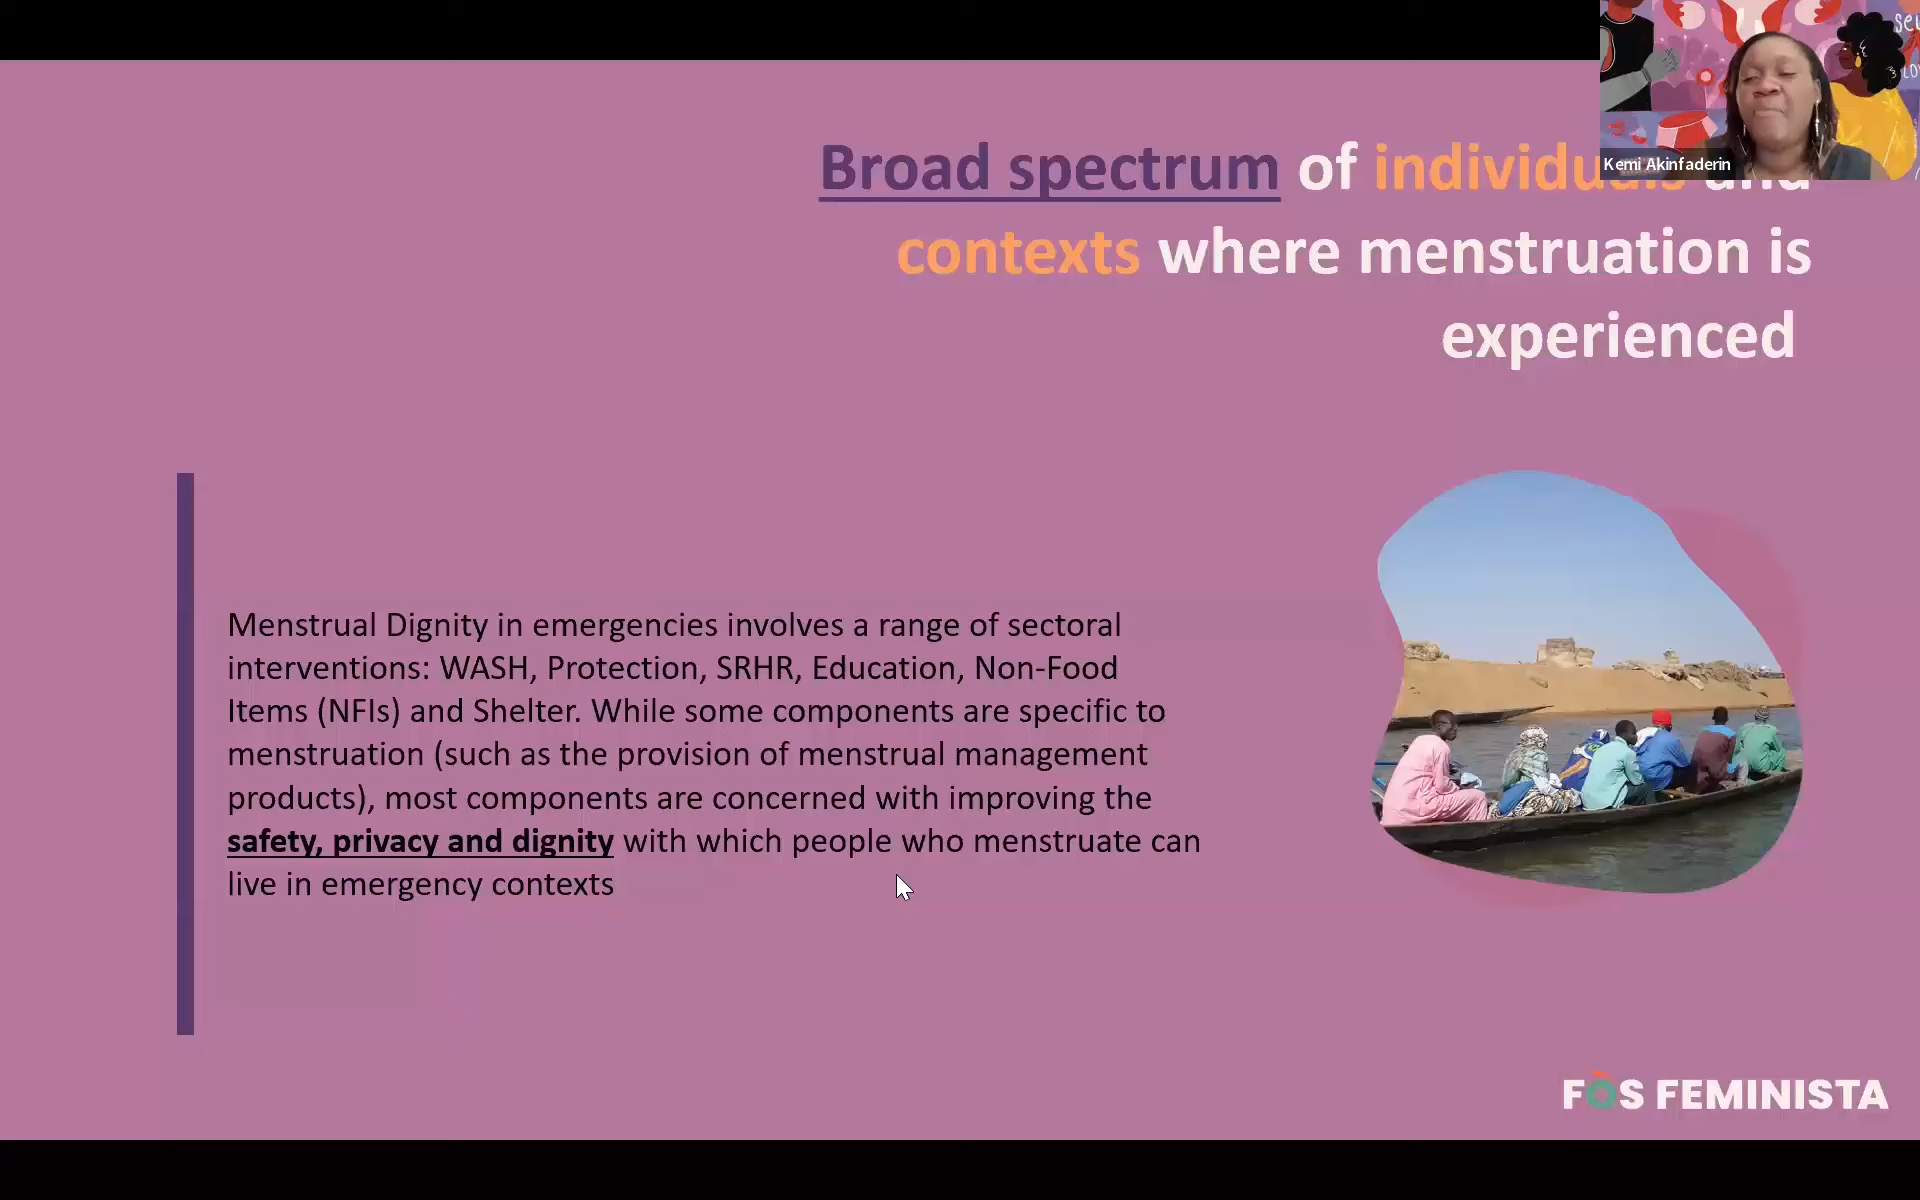 Broad spectrum of individuals and
contexts where menstruation is
experienced
Kemi Akinfaderin
Menstrual Dignity in emergencies involves a range of sectoral
interventions: WASH, Protection, SRHR, Education, Non-Food
Items (NFIs) and Shelter. While some components are specific to
menstruation (such as the provision of menstrual management
products), most components are concerned with improving the
safety, privacy and dignity with which people who menstruate can
live in emergency contexts
FÒS FEMINISTA